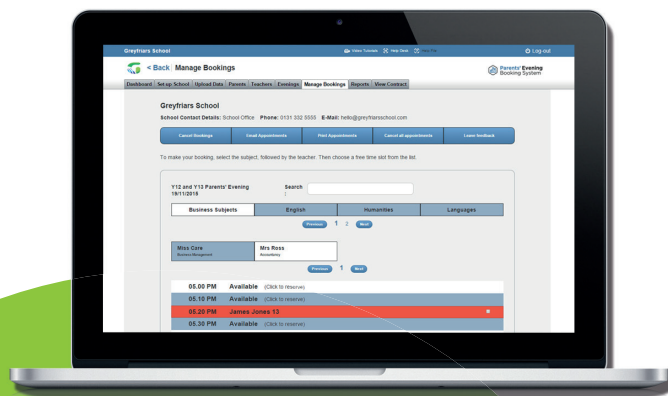 Greyfriars School
Video Tutorials Help Desk Help File Log-out
< Back Manage Bookings
Parents' Evening
Booking System
Dashboard Set up School Upload Data Parents Teachers Evenings Manage Bookings Reports View Contract
Greyfriars School
School Contact Details: School Office Phone: 0131 332 5555 E-Mail: hello@greyfriarsschool.com
Cancel Bookings Email Appointments Print Appointments Cancel all appointments Leave feedback
To make your booking, select the subject, followed by the teacher. Then choose a free time slot from the list.
Y12 and Y13 Parents' Evening Search
19/11/2015 :
Business Subjects English Humanities Languages
Previous 1 2 Next
Miss Care Mrs Ross
Business Management Accountancy
Previous 1 Next
05.00 PM Available (Click to reserve)
05.10 PM Available (Click to reserve)
05.20 PM James Jones 13
05.30 PM Available (Click to reserve)